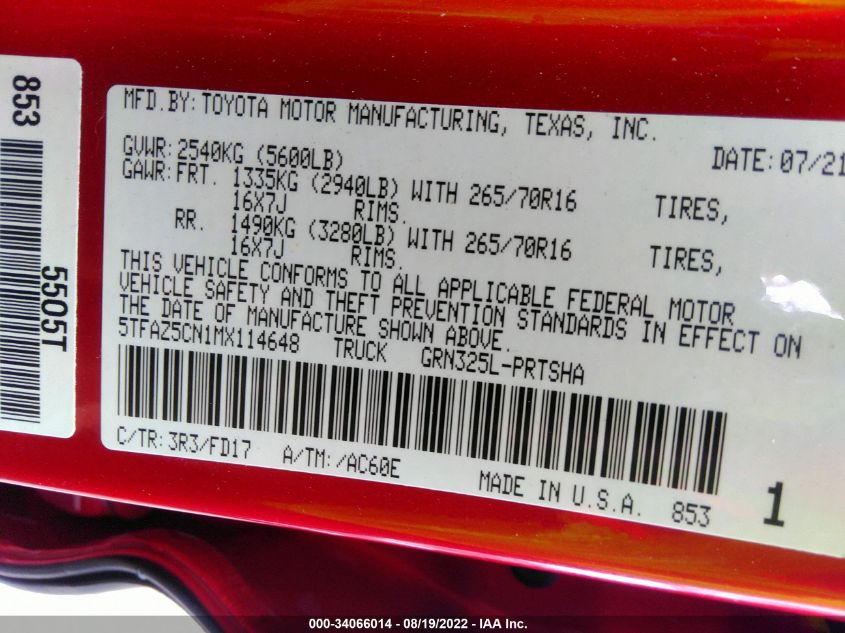 853
55O5T
MFD.BY:TOYOTA MOTOR MANUFACTURING, TEXAS, INC.
DATE:07/21
GVWR:2540KG (5600LB)
GAWR:FRT. 1335KG (2940LB) WITH 265/70R16 TIRES,
16X7J RIMS.
RR. 1490KG (3280LB) WITH 265/70R16 TIRES,
16X7J RIMS.
THIS VEHICLE CONFORMS TO ALL APPLICABLE FEDERAL MOTOR
VEHICLE SAFETY AND THEFT PREVENTION STANDARDS IN EFFECT ON
THE DATE OF MANUFACTURE SHOWN ABOVE.
5TFAZ5CN1MX114648 TRUCK GRN325L-PRTSHA
C/TR:3R3/FD17 A/TM:/AC60E MADE IN U.S.A. 853 1
000-34066014 - 08/19/2022 - IAA Inc.